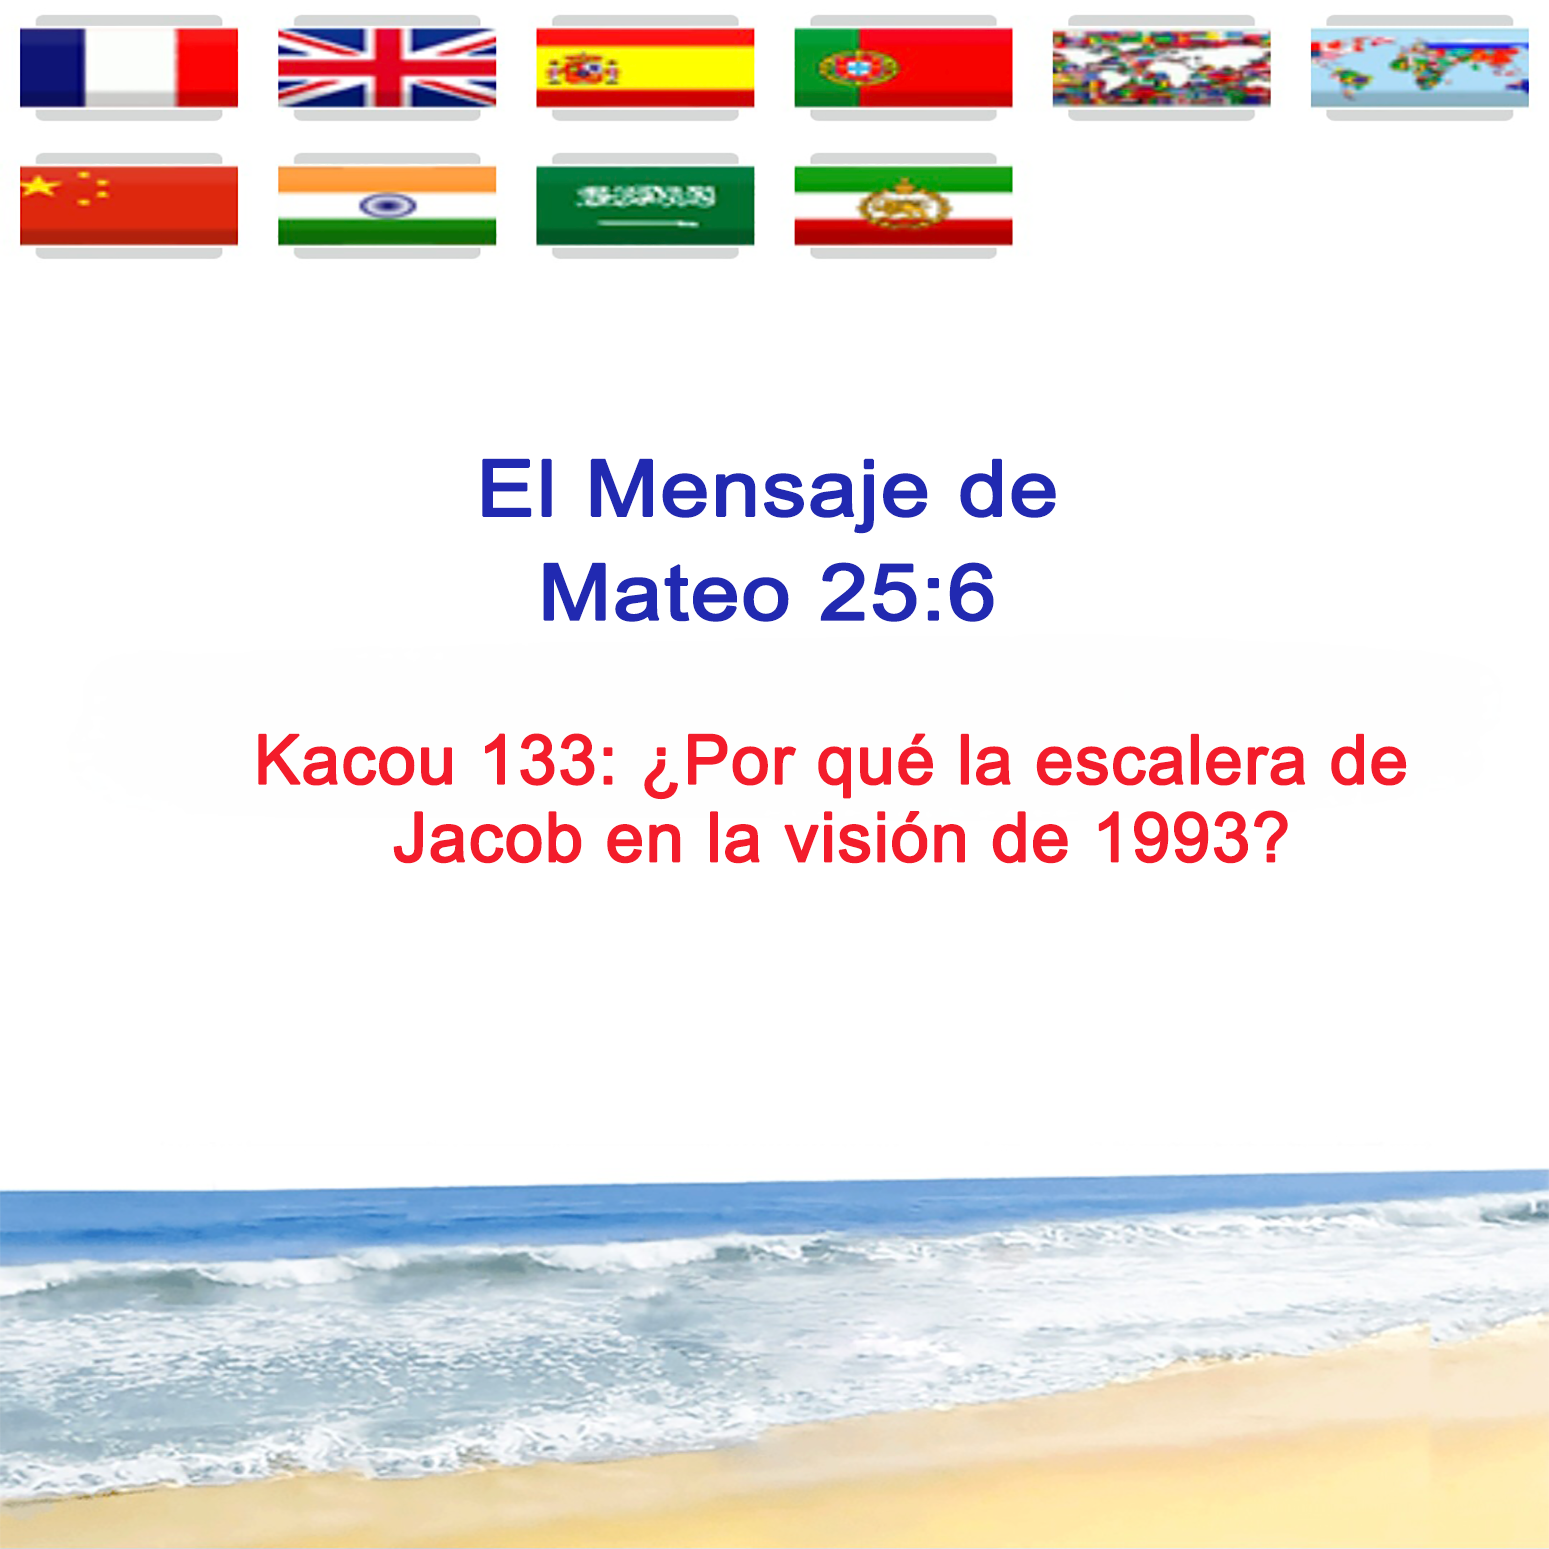 El Mensaje de
Mateo 25:6
Kacou 133: ¿Por qué la escalera de
Jacob en la visión de 1993?